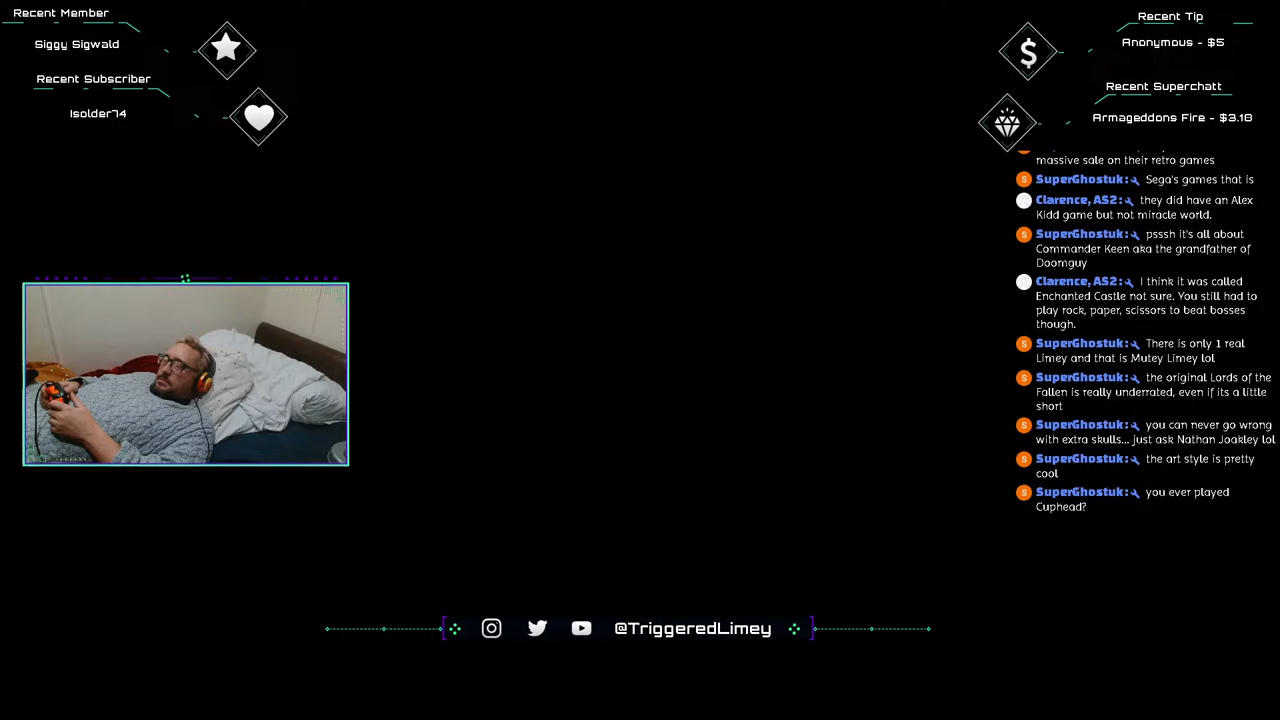 Recent Member
Siggy Sigwald
Recent Subscriber
Isolder74
Recent Tip
Anonymous - $5
Recent Superchatt
Armageddons Fire - $3.18
massive sale on their retro games
SuperGhostuk: Sega's games that is
Clarence, AS2: they did have an Alex
Kidd game but not miracle world.
SuperGhostuk: psssh it's all about
Commander Keen aka the grandfather of
Doomguy
Clarence, AS2: I think it was called
Enchanted Castle not sure. You still had to
play rock, paper, scissors to beat bosses
though.
SuperGhostuk: There is only 1 real
Limey and that is Mutey Limey lol
SuperGhostuk: the original Lords of the
Fallen is really underrated, even if its a little
short
SuperGhostuk: you can never go wrong
with extra skulls... just ask Nathan Joakley lol
SuperGhostuk: the art style is pretty
cool
SuperGhostuk: you ever played
Cuphead?
@TriggeredLimey